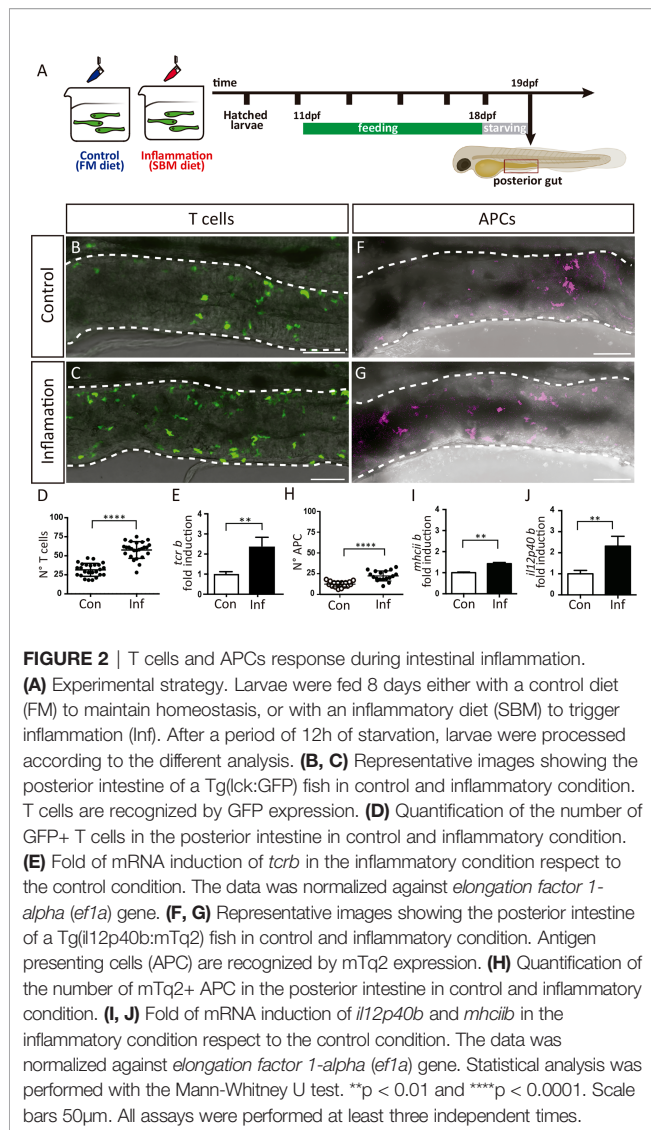 A
time
19dpf
Hatched
larvae
11dpf
18dpf
feeding
starving
Control
(FM diet)
Inflammation
(SBM diet)
posterior gut
T cells
APCs
Control
B
F
Inflamation
C
G
D
N° T cells
100
75
50
25
0
****
Con
Inf
E
tcr b
fold induction
4
3
2
1
0
**
Con
Inf
H
N° APC
100
75
50
25
0
****
Con
Inf
I
mhcii b
fold induction
4
3
2
1
0
**
Con
Inf
J
il12p40 b
fold induction
4
3
2
1
0
**
Con
Inf
FIGURE 2 | T cells and APCs response during intestinal inflammation.
(A) Experimental strategy. Larvae were fed 8 days either with a control diet
(FM) to maintain homeostasis, or with an inflammatory diet (SBM) to trigger
inflammation (Inf). After a period of 12h of starvation, larvae were processed
according to the different analysis. (B, C) Representative images showing the
posterior intestine of a Tg(lck:GFP) fish in control and inflammatory condition.
T cells are recognized by GFP expression. (D) Quantification of the number of
GFP+ T cells in the posterior intestine in control and inflammatory condition.
(E) Fold of mRNA induction of tcrb in the inflammatory condition respect to
the control condition. The data was normalized against elongation factor 1-
alpha (ef1a) gene. (F, G) Representative images showing the posterior intestine
of a Tg(il12p40b:mTq2) fish in control and inflammatory condition. Antigen
presenting cells (APC) are recognized by mTq2 expression. (H) Quantification of
the number of mTq2+ APC in the posterior intestine in control and inflammatory
condition. (I, J) Fold of mRNA induction of il12p40b and mhciib in the
inflammatory condition respect to the control condition. The data was
normalized against elongation factor 1-alpha (ef1a) gene. Statistical analysis was
performed with the Mann-Whitney U test. **p < 0.01 and ****p < 0.0001. Scale
bars 50µm. All assays were performed at least three independent times.